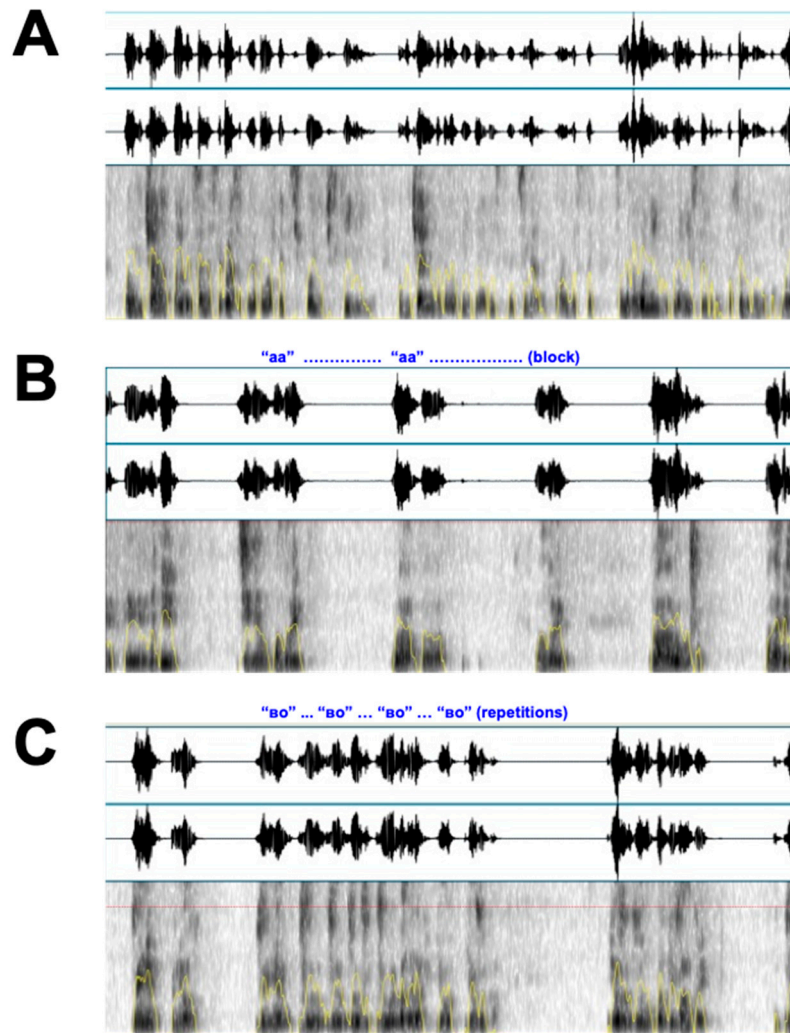 A
“aa” ............... “aa” .................. (block)
B
“во” ... “во” … “во” … “во” (repetitions)
C